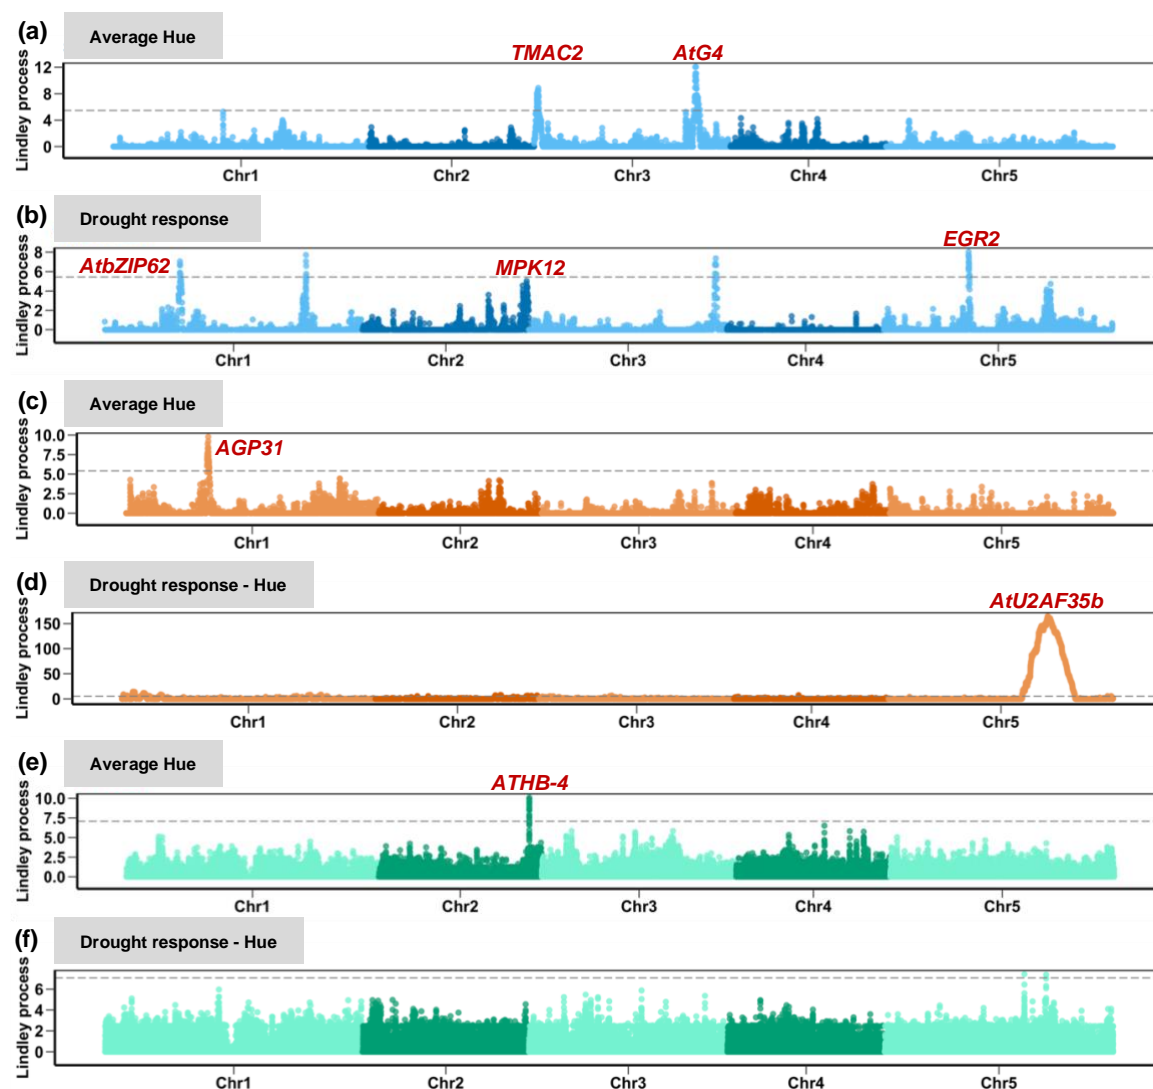 (a)
Average Hue
TMAC2 AtG4
Lindley process
12
8
4
0
Chr1 Chr2 Chr3 Chr4 Chr5
(b)
Drought response
AtbZIP62 MPK12 EGR2
Lindley process
8
6
4
2
0
Chr1 Chr2 Chr3 Chr4 Chr5
(c)
Average Hue
AGP31
Lindley process
10.0
7.5
5.0
2.5
0.0
Chr1 Chr2 Chr3 Chr4 Chr5
(d)
Drought response - Hue
AtU2AF35b
Lindley process
150
100
50
0
Chr1 Chr2 Chr3 Chr4 Chr5
(e)
Average Hue
ATHB-4
Lindley process
10.0
7.5
5.0
2.5
0.0
Chr1 Chr2 Chr3 Chr4 Chr5
(f)
Drought response - Hue
Lindley process
6
4
2
0
Chr1 Chr2 Chr3 Chr4 Chr5